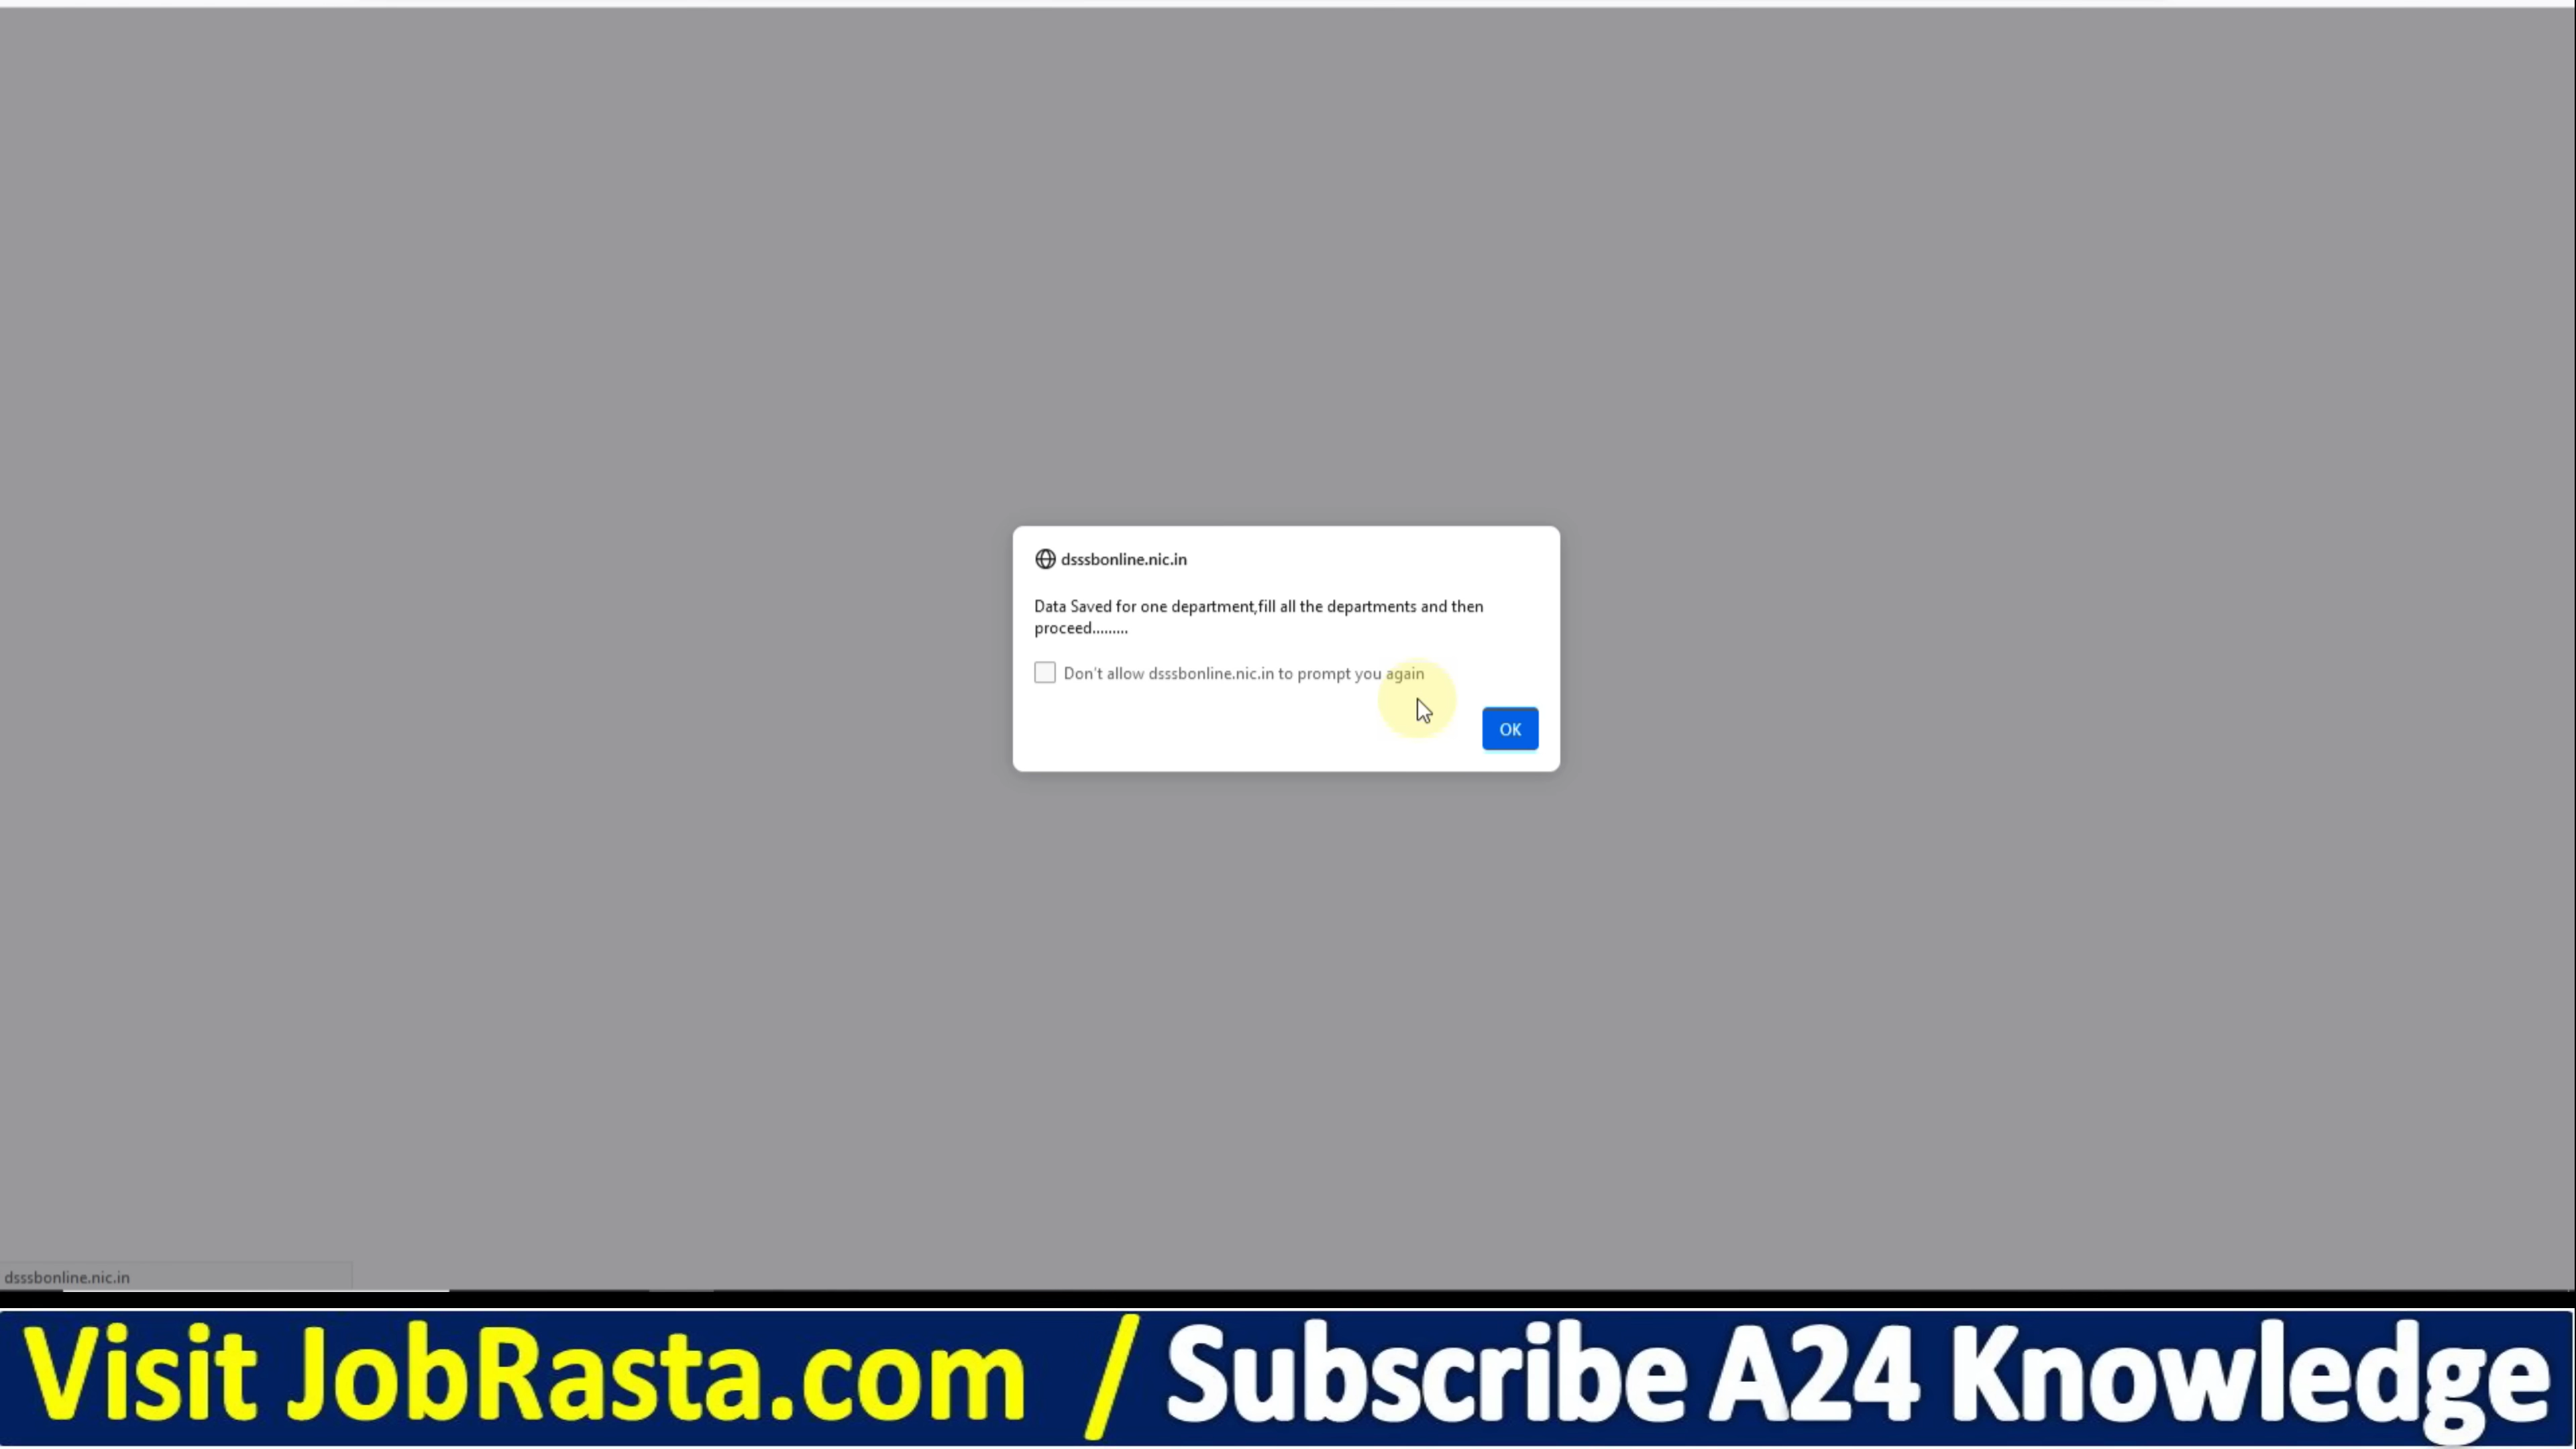 dsssbonline.nic.in
Data Saved for one department,fill all the departments and then
proceed.........
Don't allow dsssbonline.nic.in to prompt you again
OK
dsssbonline.nic.in
Visit JobRasta.com / Subscribe A24 Knowledge